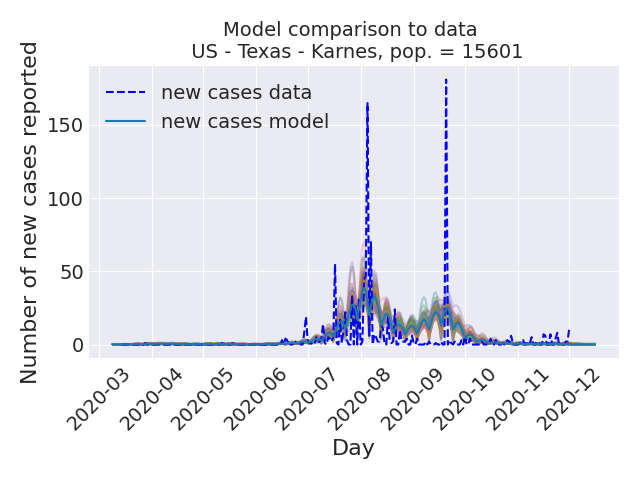 Model comparison to data
US - Texas - Karnes, pop. = 15601
new cases data
new cases model
Number of new cases reported
150
100
50
0
2020-03
2020-04
2020-05
2020-06
2020-07
2020-08
2020-09
2020-10
2020-11
2020-12
Day